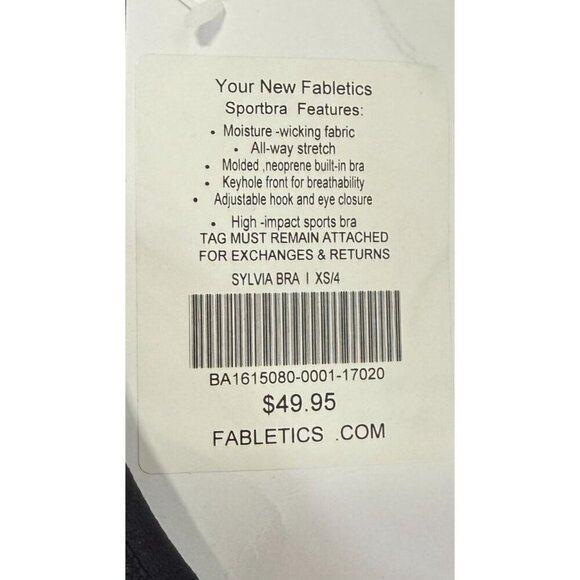 Your New Fabletics
Sportbra Features:
• Moisture -wicking fabric
• All-way stretch
• Molded ,neoprene built-in bra
• Keyhole front for breathability
• Adjustable hook and eye closure
• High -impact sports bra
TAG MUST REMAIN ATTACHED
FOR EXCHANGES & RETURNS
SYLVIA BRA | XS/4
BA1615080-0001-17020
$49.95
FABLETICS .COM